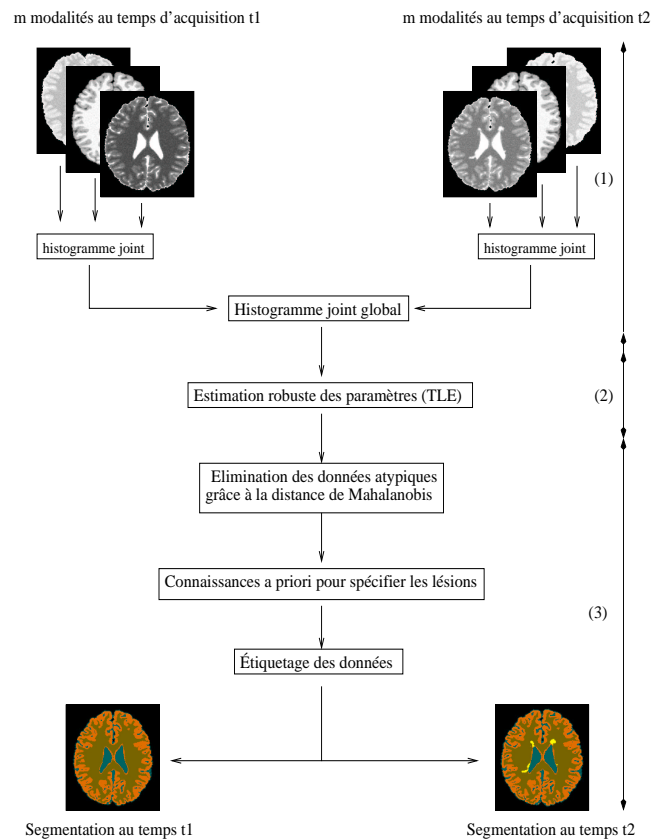 m modalités au temps d'acquisition t1
m modalités au temps d'acquisition t2
(1)
histogramme joint
histogramme joint
Histogramme joint global
Estimation robuste des paramètres (TLE)
(2)
Elimination des données atypiques
grâce à la distance de Mahalanobis
Connaissances a priori pour spécifier les lésions
(3)
Étiquetage des données
Segmentation au temps t1
Segmentation au temps t2